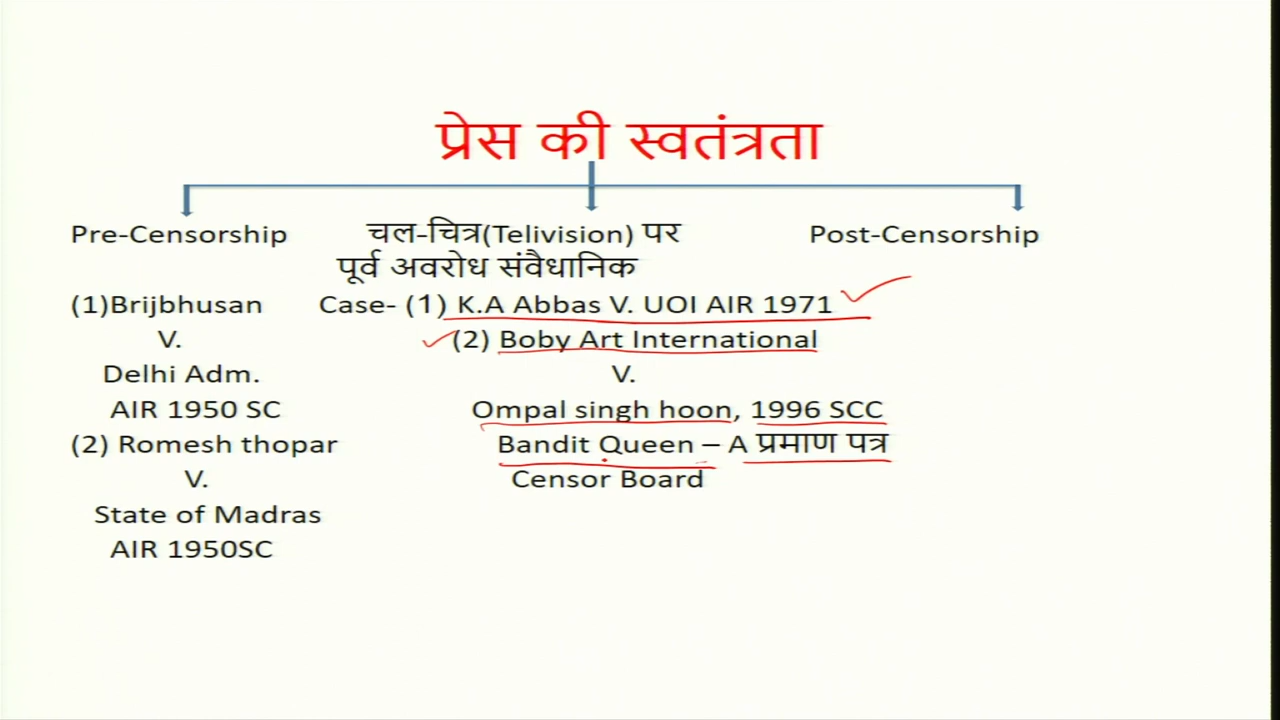 प्रेस की स्वतंत्रता
Pre-Censorship
(1)Brijbhusan
V.
Delhi Adm.
AIR 1950 SC
(2) Romesh thopar
V.
State of Madras
AIR 1950SC
चल-चित्र(Telivision) पर
पूर्व अवरोध संवैधानिक
Case- (1) K.A Abbas V. UOI AIR 1971
(2) Boby Art International
V.
Ompal singh hoon, 1996 SCC
Bandit Queen – A प्रमाण पत्र
Censor Board
Post-Censorship